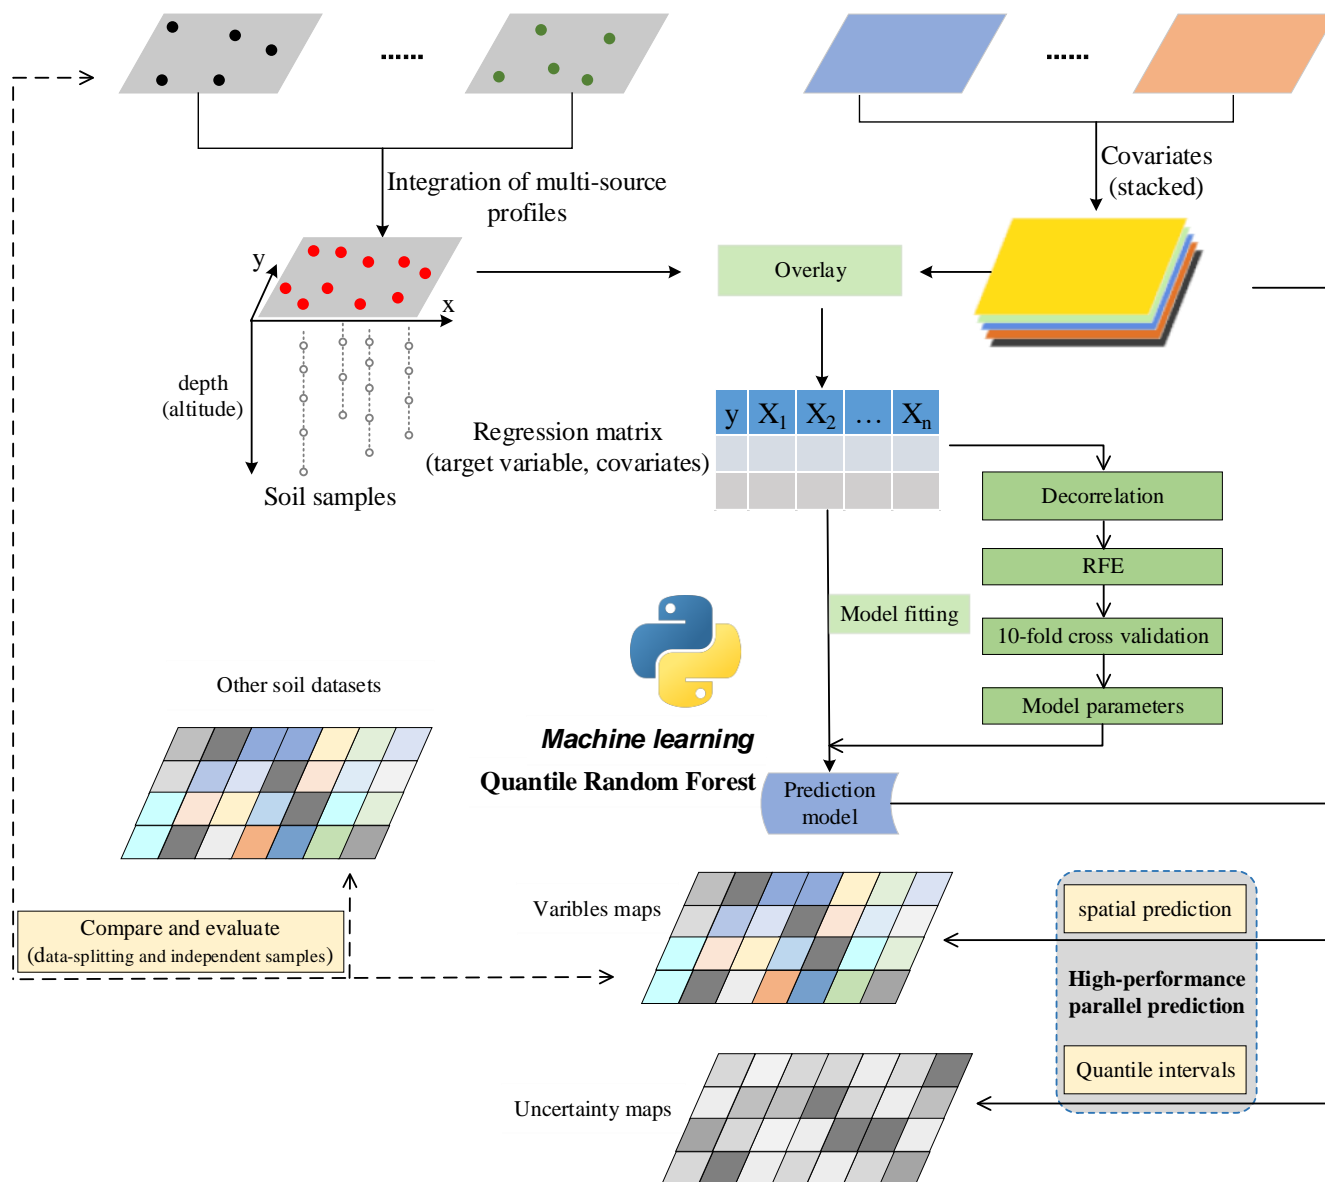 ......
......
Integration of multi-source
profiles
Covariates
(stacked)
y
x
Overlay
depth
(altitude)
Soil samples
Regression matrix
(target variable, covariates)
y X₁ X₂ … Xₙ
Decorrelation
RFE
10-fold cross validation
Model parameters
Model fitting
Other soil datasets
Machine learning
Quantile Random Forest
Prediction
model
Compare and evaluate
(data-splitting and independent samples)
Varibles maps
spatial prediction
High-performance
parallel prediction
Quantile intervals
Uncertainty maps